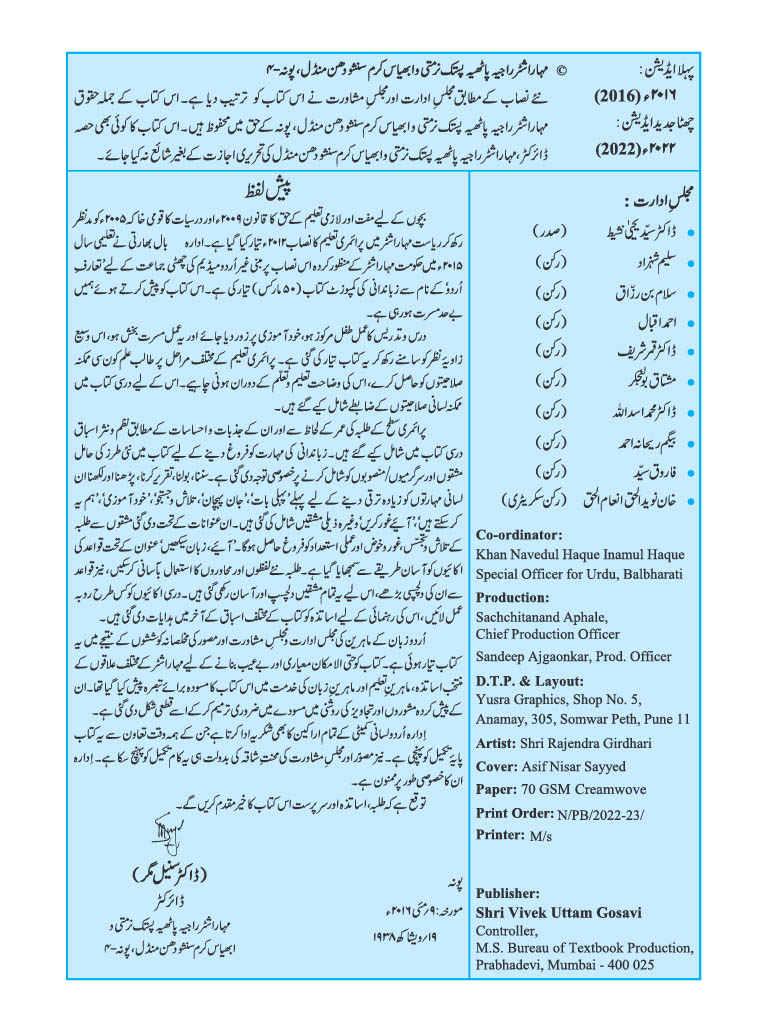 پہلا ایڈیشن :
۲۰۱۶ء (2016)
چھٹا جدید ایڈیشن :
۲۰۲۲ء (2022)
© مہاراشٹر راجیہ پاٹھیہ پستک نرمتی و ابھیاس کرم سنشودھن منڈل، پونہ-۴
نئے نصاب کے مطابق مجلسِ ادارت اور مجلسِ مشاورت نے اس کتاب کو ترتیب دیا ہے۔ اس کتاب کے جملہ حقوق
مہاراشٹر راجیہ پاٹھیہ پستک نرمتی و ابھیاس کرم سنشودھن منڈل، پونہ کے حق میں محفوظ ہیں۔ اس کتاب کا کوئی بھی حصہ
ڈائرکٹر، مہاراشٹر راجیہ پاٹھیہ پستک نرمتی و ابھیاس کرم سنشودھن منڈل کی تحریری اجازت کے بغیر شائع نہ کیا جائے۔
مجلسِ ادارت :
• ڈاکٹر سیّد یحییٰ نشیط (صدر)
• سلیم شہزاد (رکن)
• سلام بن رزّاق (رکن)
• احمد اقبال (رکن)
• ڈاکٹر قمر شریف (رکن)
• مشتاق بونجکر (رکن)
• ڈاکٹر محمد اسد اللہ (رکن)
• بیگم ریحانہ احمد (رکن)
• فاروق سیّد (رکن)
• خان نوید الحق انعام الحق (رکن سکریٹری)
Co-ordinator:
Khan Navedul Haque Inamul Haque
Special Officer for Urdu, Balbharati
Production:
Sachchitanand Aphale,
Chief Production Officer
Sandeep Ajgaonkar, Prod. Officer
D.T.P. & Layout:
Yusra Graphics, Shop No. 5,
Anamay, 305, Somwar Peth, Pune 11
Artist: Shri Rajendra Girdhari
Cover: Asif Nisar Sayyed
Paper: 70 GSM Creamwove
Print Order: N/PB/2022-23/
Printer: M/s
Publisher:
Shri Vivek Uttam Gosavi
Controller,
M.S. Bureau of Textbook Production,
Prabhadevi, Mumbai - 400 025
پیش لفظ
بچوں کے لیے مفت اور لازمی تعلیم کے حق کا قانون ۲۰۰۹ء اور درسیات کا قومی خاکہ ۲۰۰۵ء کو مدنظر
رکھ کر ریاست مہاراشٹر میں پرائمری تعلیم کا نصاب ۲۰۱۲ء تیار کیا گیا ہے۔ ادارہ بال بھارتی نے تعلیمی سال
۲۰۱۵ء میں حکومت مہاراشٹر کے منظور کردہ اس نصاب پر مبنی غیر اُردو میڈیم کی چھٹی جماعت کے لیے 'تعارفِ
اُردو' کے نام سے زباندانی کی کمپوزٹ کتاب (۵۰ مارکس) تیار کی ہے۔ اس کتاب کو پیش کرتے ہوئے ہمیں
بے حد مسرت ہو رہی ہے۔
درس و تدریس کا عمل طفل مرکوز ہو، خود آموزی پر زور دیا جائے اور یہ عمل مسرت بخش ہو، اس وسیع
زاویۂ نظر کو سامنے رکھ کر یہ کتاب تیار کی گئی ہے۔ پرائمری تعلیم کے مختلف مراحل پر طالبِ علم کون سی ممکنہ
صلاحیتوں کو حاصل کرے، اس کی وضاحت تعلیم و تعلّم کے دوران ہونی چاہیے۔ اس کے لیے درسی کتاب میں
ممکنہ لسانی صلاحیتوں کے ضابطے شامل کیے گئے ہیں۔
پرائمری سطح کے طلبہ کی عمر کے لحاظ سے اور ان کے جذبات و احساسات کے مطابق نظم و نثر اسباق
درسی کتاب میں شامل کیے گئے ہیں۔ زباندانی کی مہارت کو فروغ دینے کے لیے کتاب میں نئی طرز کی حامل
مشقوں اور سرگرمیوں/منصوبوں کو شامل کرنے پر خصوصی توجہ دی گئی ہے۔ سننا، بولنا، تقریر کرنا، پڑھنا اور لکھنا ان
لسانی مہارتوں کو زیادہ ترقی دینے کے لیے پہلے 'پہلی بات'، 'جان پہچان'، تلاش و جستجو'، 'خود آموزی'، 'ہم یہ
کر سکتے ہیں'، 'آیئے غور کریں' وغیرہ ذیلی مشقیں شامل کی گئی ہیں۔ ان عنوانات کے تحت دی گئی مشقوں سے طلبہ
کے تلاش و تجسّس، غور و خوض اور عملی استعداد کو فروغ حاصل ہوگا۔ 'آیئے، زبان سیکھیں' عنوان کے تحت قواعد کی
اکائیوں کو آسان طریقے سے سمجھایا گیا ہے۔ طلبہ نئے لفظوں اور محاوروں کا استعمال بآسانی کر سکیں، نیز قواعد
سے ان کی دلچسپی بڑھے، اس لیے یہ تمام مشقیں دلچسپ اور آسان رکھی گئی ہیں۔ درسی اکائیوں کو کس طرح روبہ
عمل لائیں، اس کی رہنمائی کے لیے اساتذہ کو کتاب کے مختلف اسباق کے آخر میں ہدایات دی گئی ہیں۔
اُردو زبان کے ماہرین کی مجلسِ ادارت و مجلسِ مشاورت اور مصور کی مخلصانہ کوششوں کے نتیجے میں یہ
کتاب تیار ہوئی ہے۔ کتاب کو حتی الامکان معیاری اور بے عیب بنانے کے لیے مہاراشٹر کے مختلف علاقوں کے
منتخب اساتذہ، ماہرینِ تعلیم اور ماہرینِ زبان کی خدمت میں اس کتاب کا مسودہ برائے تبصرہ پیش کیا گیا تھا۔ ان
کے پیش کردہ مشوروں اور تجاویز کی روشنی میں مسودے میں ضروری ترمیم کر کے اسے قطعی شکل دی گئی ہے۔
ادارہ اُردو لسانی کمیٹی کے تمام اراکین کا بھی شکریہ ادا کرتا ہے جن کے ہمہ وقت تعاون سے یہ کتاب
پایۂ تکمیل کو پہنچی ہے۔ نیز مصوّر اور مجلسِ مشاورت کی محنتِ شاقہ کی بدولت ہی یہ کام تکمیل کو پہنچ سکا ہے۔ ادارہ
ان کا خصوصی طور پر ممنون ہے۔
توقع ہے کہ طلبہ، اساتذہ اور سرپرست اس کتاب کا خیر مقدم کریں گے۔
(ڈاکٹر سنیل مگر)
ڈائرکٹر
مہاراشٹر راجیہ پاٹھیہ پستک نرمتی و
ابھیاس کرم سنشودھن منڈل، پونہ-۴
پونہ
مورخہ: ۹؍مئی ۲۰۱۶ء
۱۹؍ویشاکھ ۱۹۳۸